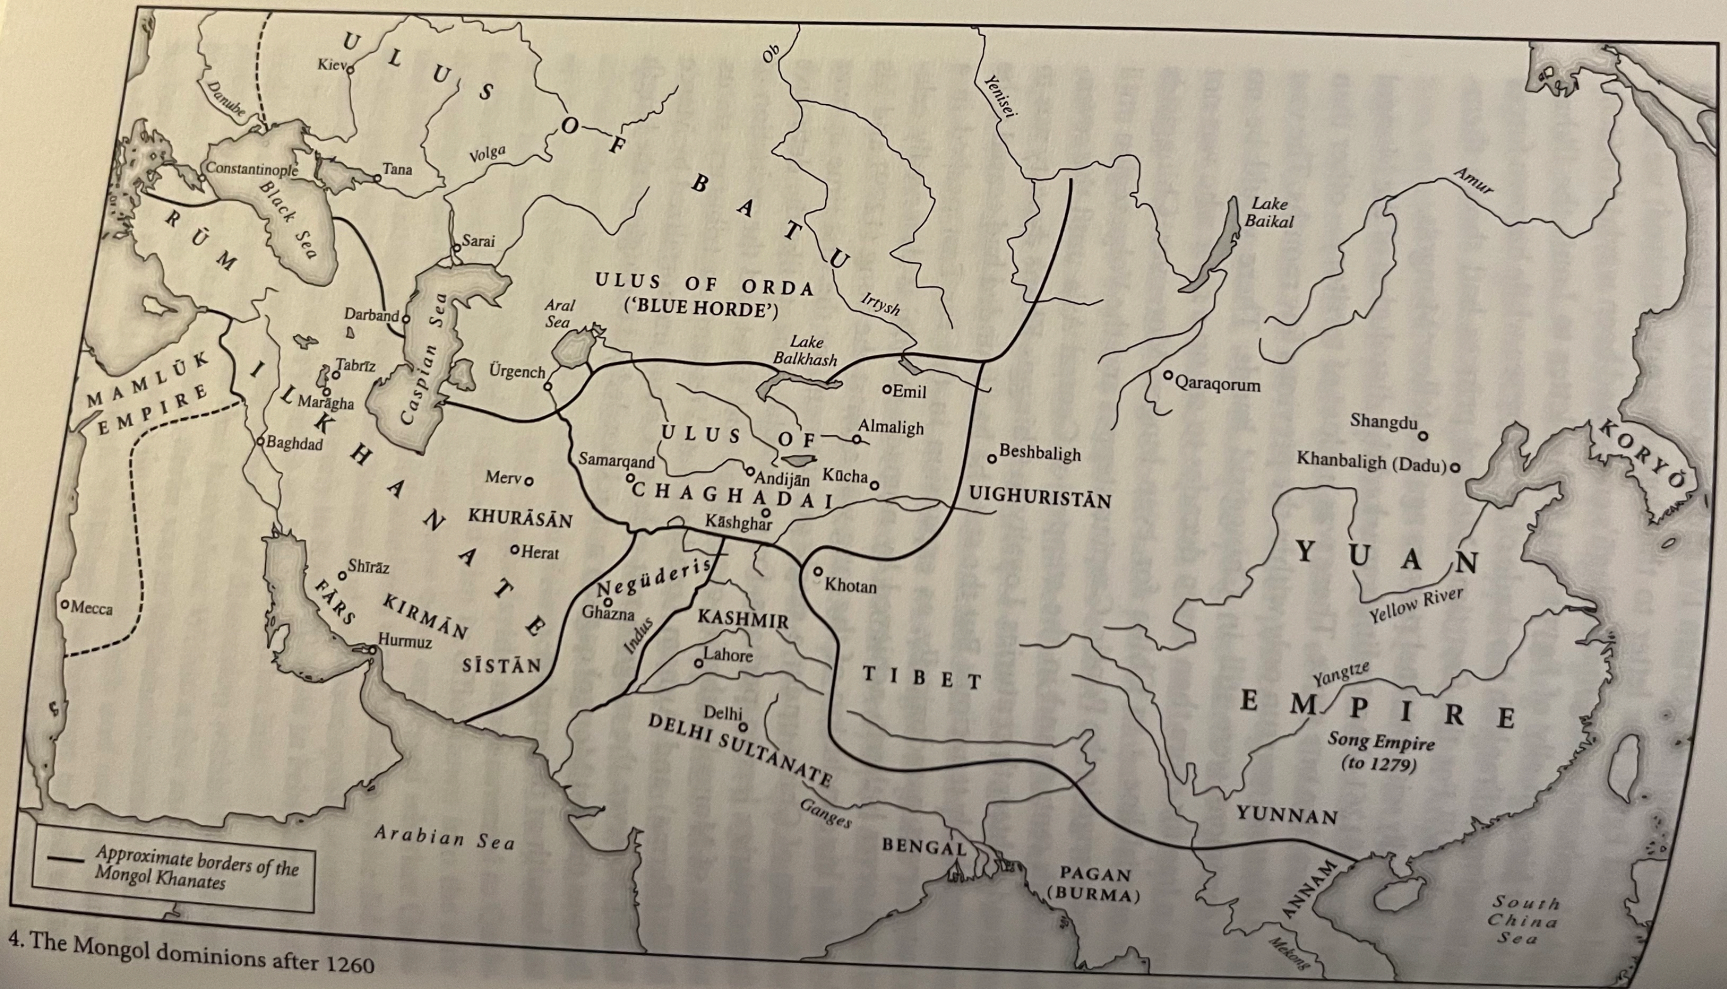 ULUS OF BATU
Kiev
Danube
Ob
Yenisei
Volga
Constantinople
Tana
Black Sea
Amur
Lake
Baikal
RŪM
Sarai
ULUS OF ORDA
('BLUE HORDE')
Irtysh
Aral
Sea
Darband
Caspian Sea
Lake
Balkhash
MAMLŪK
EMPIRE
ILKHANATE
Tabrīz
Marāgha
Ürgench
Emil
Qaraqorum
Almaligh
Shangdu
KORYŎ
Baghdad
ULUS OF
CHAGHADAI
Samarqand
Andijān
Kūcha
Beshbaligh
Khanbaligh (Dadu)
Merv
UIGHURISTĀN
KHURĀSĀN
Kāshghar
Herat
YUAN
EMPIRE
Shīrāz
FĀRS
KIRMĀN
Negüderis
Ghazna
Khotan
Yellow River
Mecca
Hurmuz
Indus
KASHMIR
SĪSTĀN
Lahore
TIBET
Yangtze
Delhi
DELHI SULTANATE
Song Empire
(to 1279)
Ganges
YUNNAN
Arabian Sea
BENGAL
PAGAN
(BURMA)
ANNAM
South
China
Sea
Mekong
Approximate borders of the
Mongol Khanates
4. The Mongol dominions after 1260